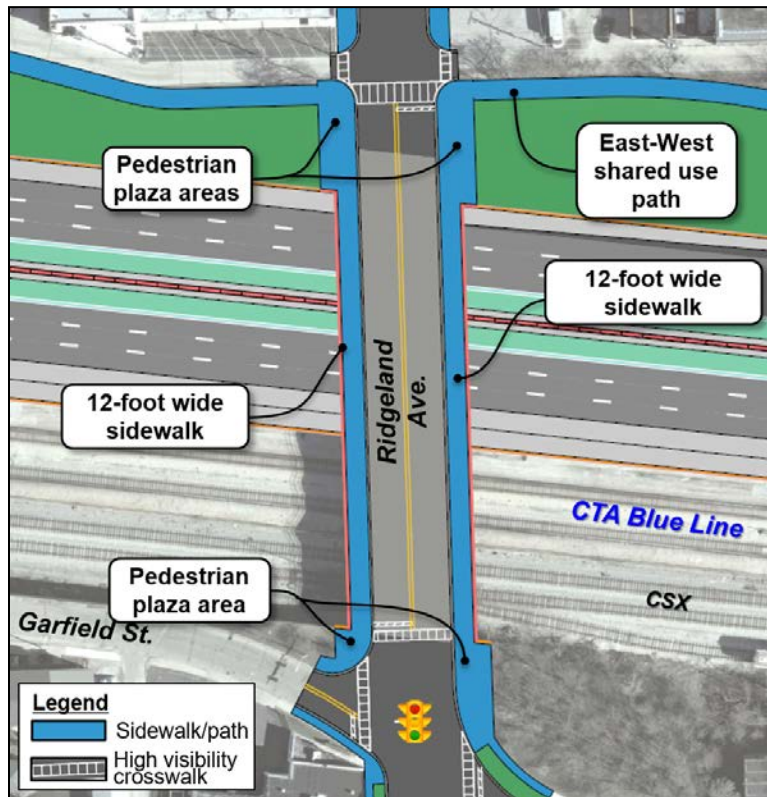 Pedestrian
plaza areas
East-West
shared use
path
12-foot wide
sidewalk
Ridgeland
Ave.
12-foot wide
sidewalk
CTA Blue Line
CSX
Pedestrian
plaza area
Garfield St.
Legend
Sidewalk/path
High visibility
crosswalk